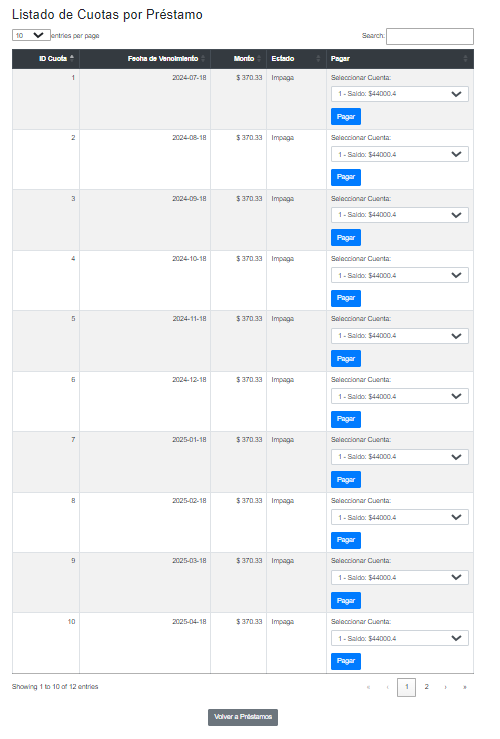 Listado de Cuotas por Préstamo
10 entries per page Search:
ID Cuota Fecha de Vencimiento Monto Estado Pagar
1 2024-07-18 $ 370.33 Impaga Seleccionar Cuenta:
1 - Saldo: $44000.4
Pagar
2 2024-08-18 $ 370.33 Impaga Seleccionar Cuenta:
1 - Saldo: $44000.4
Pagar
3 2024-09-18 $ 370.33 Impaga Seleccionar Cuenta:
1 - Saldo: $44000.4
Pagar
4 2024-10-18 $ 370.33 Impaga Seleccionar Cuenta:
1 - Saldo: $44000.4
Pagar
5 2024-11-18 $ 370.33 Impaga Seleccionar Cuenta:
1 - Saldo: $44000.4
Pagar
6 2024-12-18 $ 370.33 Impaga Seleccionar Cuenta:
1 - Saldo: $44000.4
Pagar
7 2025-01-18 $ 370.33 Impaga Seleccionar Cuenta:
1 - Saldo: $44000.4
Pagar
8 2025-02-18 $ 370.33 Impaga Seleccionar Cuenta:
1 - Saldo: $44000.4
Pagar
9 2025-03-18 $ 370.33 Impaga Seleccionar Cuenta:
1 - Saldo: $44000.4
Pagar
10 2025-04-18 $ 370.33 Impaga Seleccionar Cuenta:
1 - Saldo: $44000.4
Pagar
Showing 1 to 10 of 12 entries « ‹ 1 2 › »
Volver a Préstamos